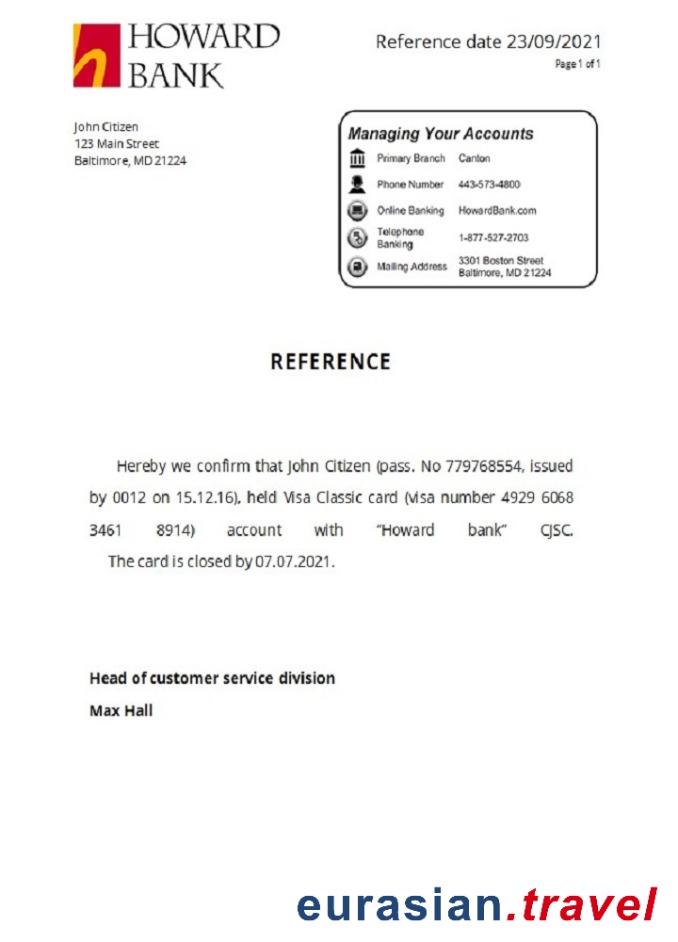 HOWARD
BANK
Reference date 23/09/2021
Page 1 of 1
John Citizen
123 Main Street
Baltimore, MD 21224
Managing Your Accounts
Primary Branch Canton
Phone Number 443-573-4800
Online Banking HowardBank.com
Telephone
Banking 1-877-527-2703
Mailing Address 3301 Boston Street
Baltimore, MD 21224
REFERENCE
Hereby we confirm that John Citizen (pass. No 779768554, issued
by 0012 on 15.12.16), held Visa Classic card (visa number 4929 6068
3461 8914) account with "Howard bank" CJSC.
The card is closed by 07.07.2021.
Head of customer service division
Max Hall
eurasian.travel